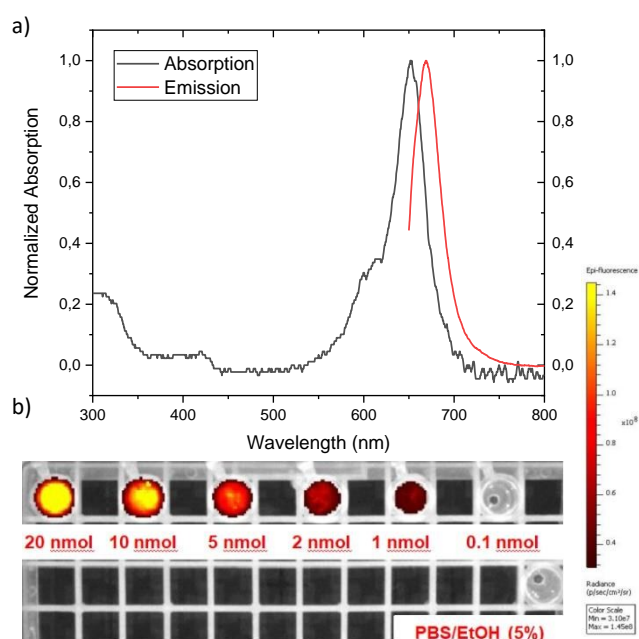 a)
1,0
0,8
0,6
0,4
0,2
0,0
Normalized Absorption
Absorption
Emission
1,0
0,8
0,6
0,4
0,2
0,0
300 400 500 600 700 800
Wavelength (nm)
b)
20 nmol 10 nmol 5 nmol 2 nmol 1 nmol 0.1 nmol
PBS/EtOH (5%)
Epi-fluorescence
1.4
1.2
1.0
x10⁸
0.8
0.6
0.4
Radiance
(p/sec/cm²/sr)
Color Scale
Min = 3.10e7
Max = 1.45e8